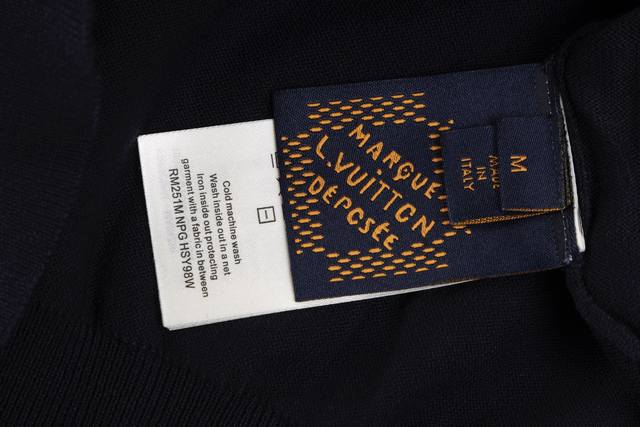 MARQUE
L.VUITTON
DÉPOSÉE
MADE
IN
ITALY
M
Cold machine wash
Wash inside out in a net
Iron inside out protecting
garment with a fabric in between
RM251M NPG HSY98W